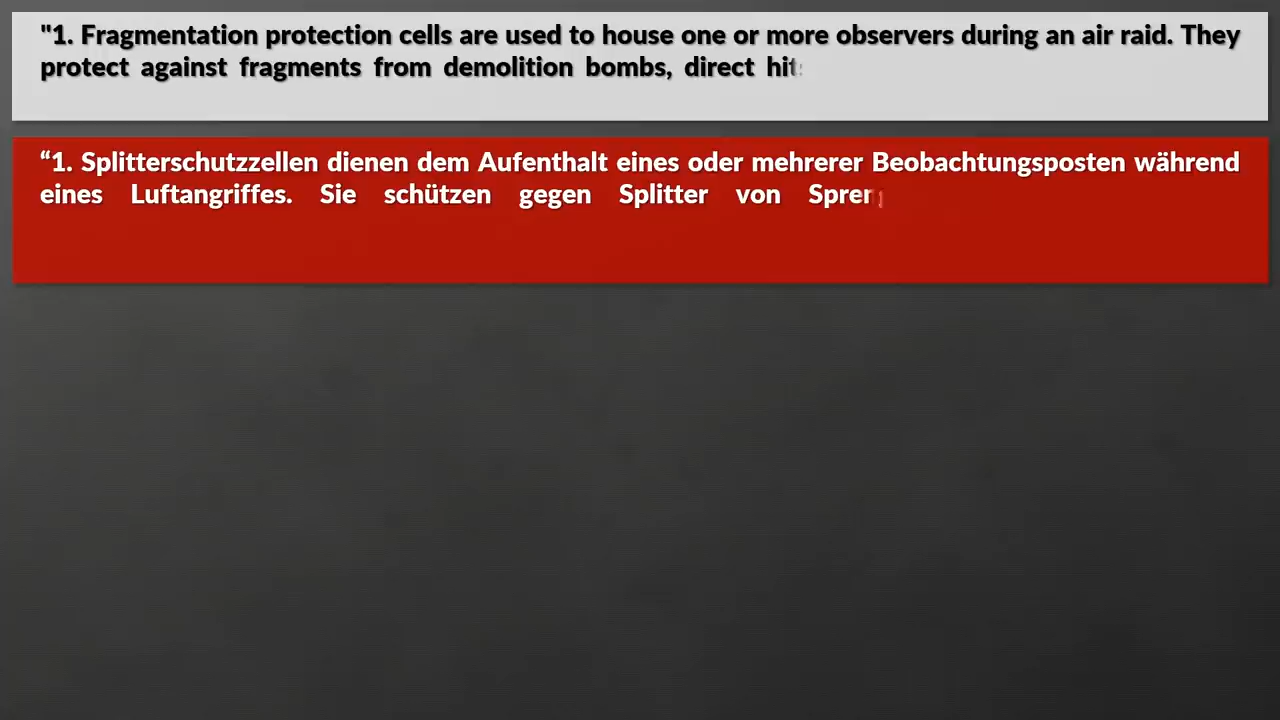 "1. Fragmentation protection cells are used to house one or more observers during an air raid. They
protect against fragments from demolition bombs, direct
“1. Splitterschutzzellen dienen dem Aufenthalt eines oder mehrerer Beobachtungsposten während
eines Luftangriffes. Sie schützen gegen Splitter von